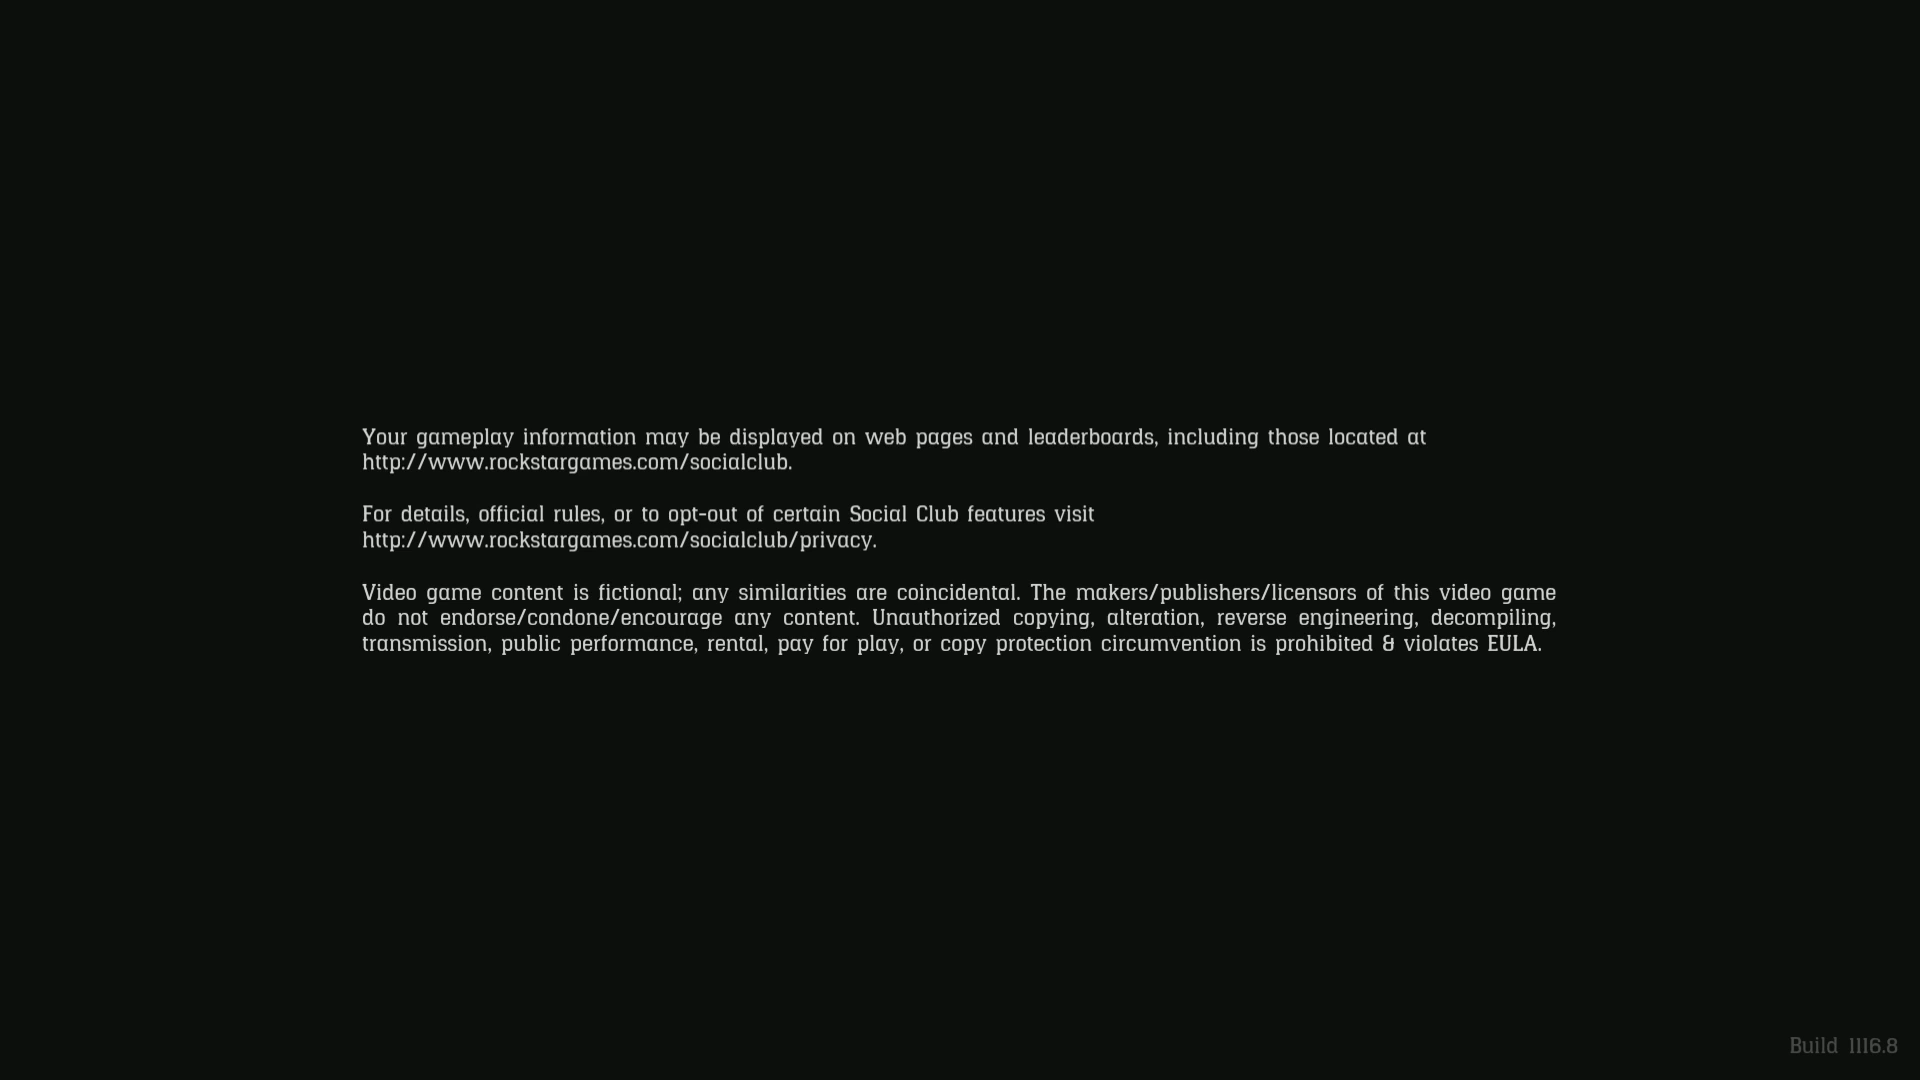 Your gameplay information may be displayed on web pages and leaderboards, including those located at
http://www.rockstargames.com/socialclub.
For details, official rules, or to opt-out of certain Social Club features visit
http://www.rockstargames.com/socialclub/privacy.
Video game content is fictional; any similarities are coincidental. The makers/publishers/licensors of this video game
do not endorse/condone/encourage any content. Unauthorized copying, alteration, reverse engineering, decompiling,
transmission, public performance, rental, pay for play, or copy protection circumvention is prohibited & violates EULA.
Build 1116.8